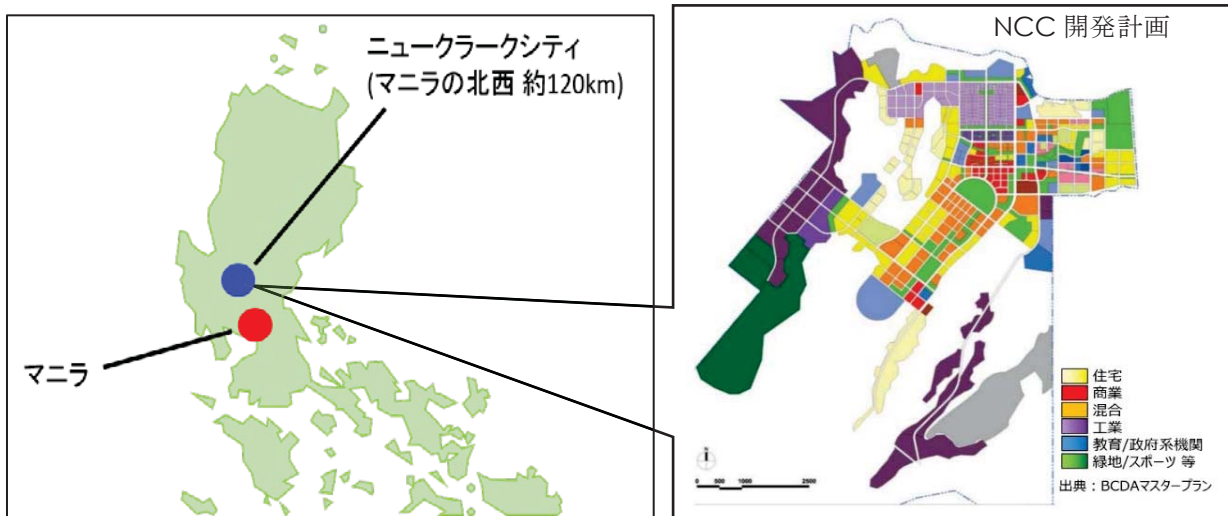 ニュークラークシティ
(マニラの北西 約120km)
マニラ
NCC 開発計画
住宅
商業
混合
工業
教育/政府系機関
緑地/スポーツ 等
出典：BCDAマスタープラン
N
0 500 1000 2500